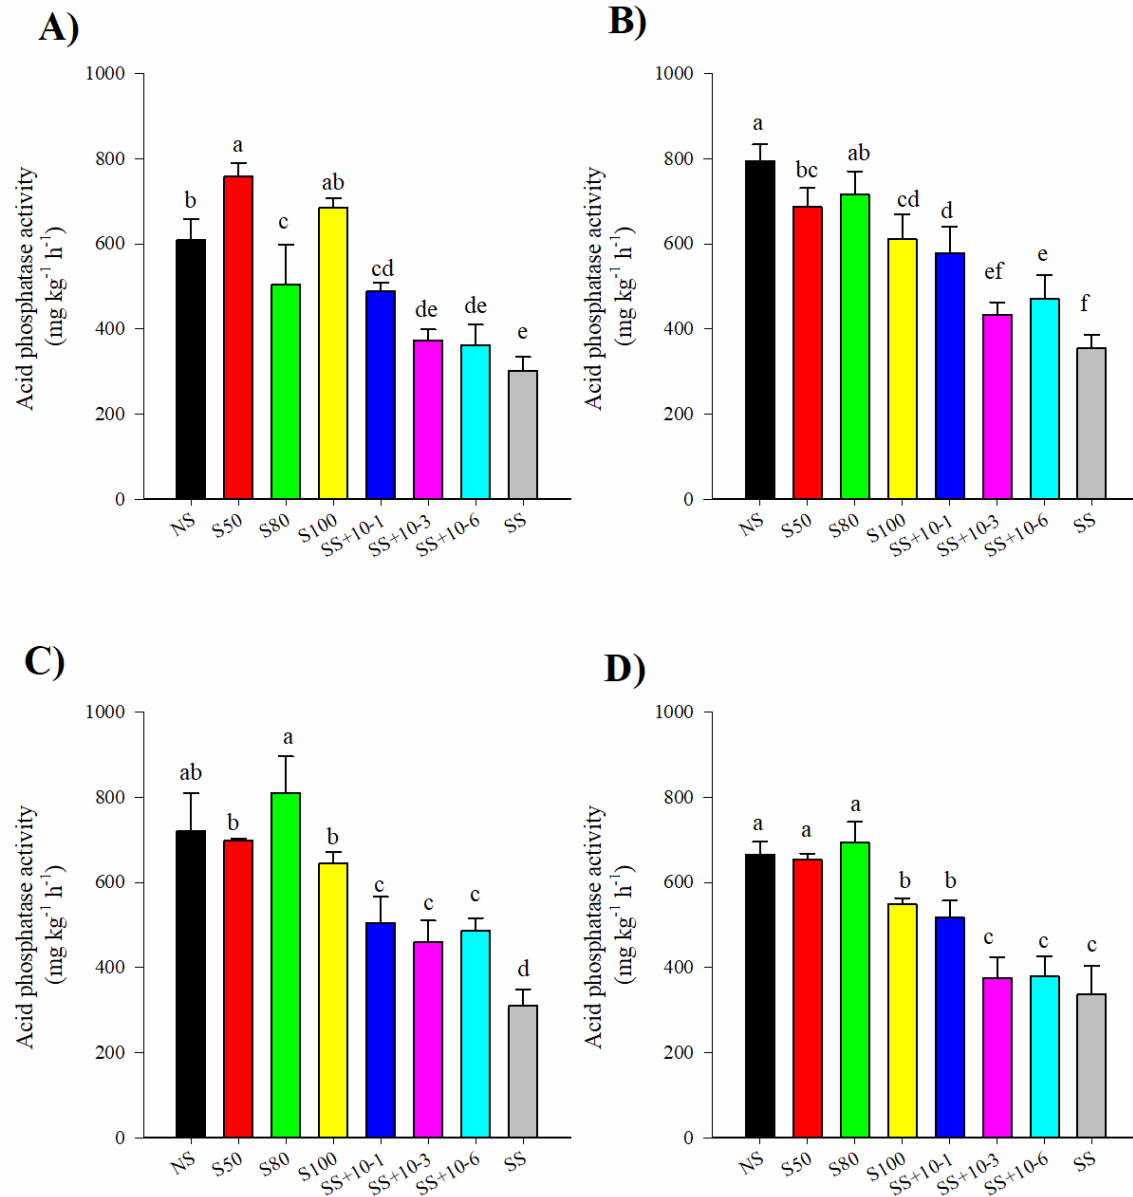 A)
Acid phosphatase activity
(mg kg-1 h-1)
1000
800
600
400
200
0
b
a
c
ab
cd
de
de
e
NS
S50
S80
S100
SS+10-1
SS+10-3
SS+10-6
SS
B)
Acid phosphatase activity
(mg kg-1 h-1)
1000
800
600
400
200
0
a
bc
ab
cd
d
ef
e
f
NS
S50
S80
S100
SS+10-1
SS+10-3
SS+10-6
SS
C)
Acid phosphatase activity
(mg kg-1 h-1)
1000
800
600
400
200
0
ab
b
a
b
c
c
c
d
NS
S50
S80
S100
SS+10-1
SS+10-3
SS+10-6
SS
D)
Acid phosphatase activity
(mg kg-1 h-1)
1000
800
600
400
200
0
a
a
a
b
b
c
c
c
NS
S50
S80
S100
SS+10-1
SS+10-3
SS+10-6
SS